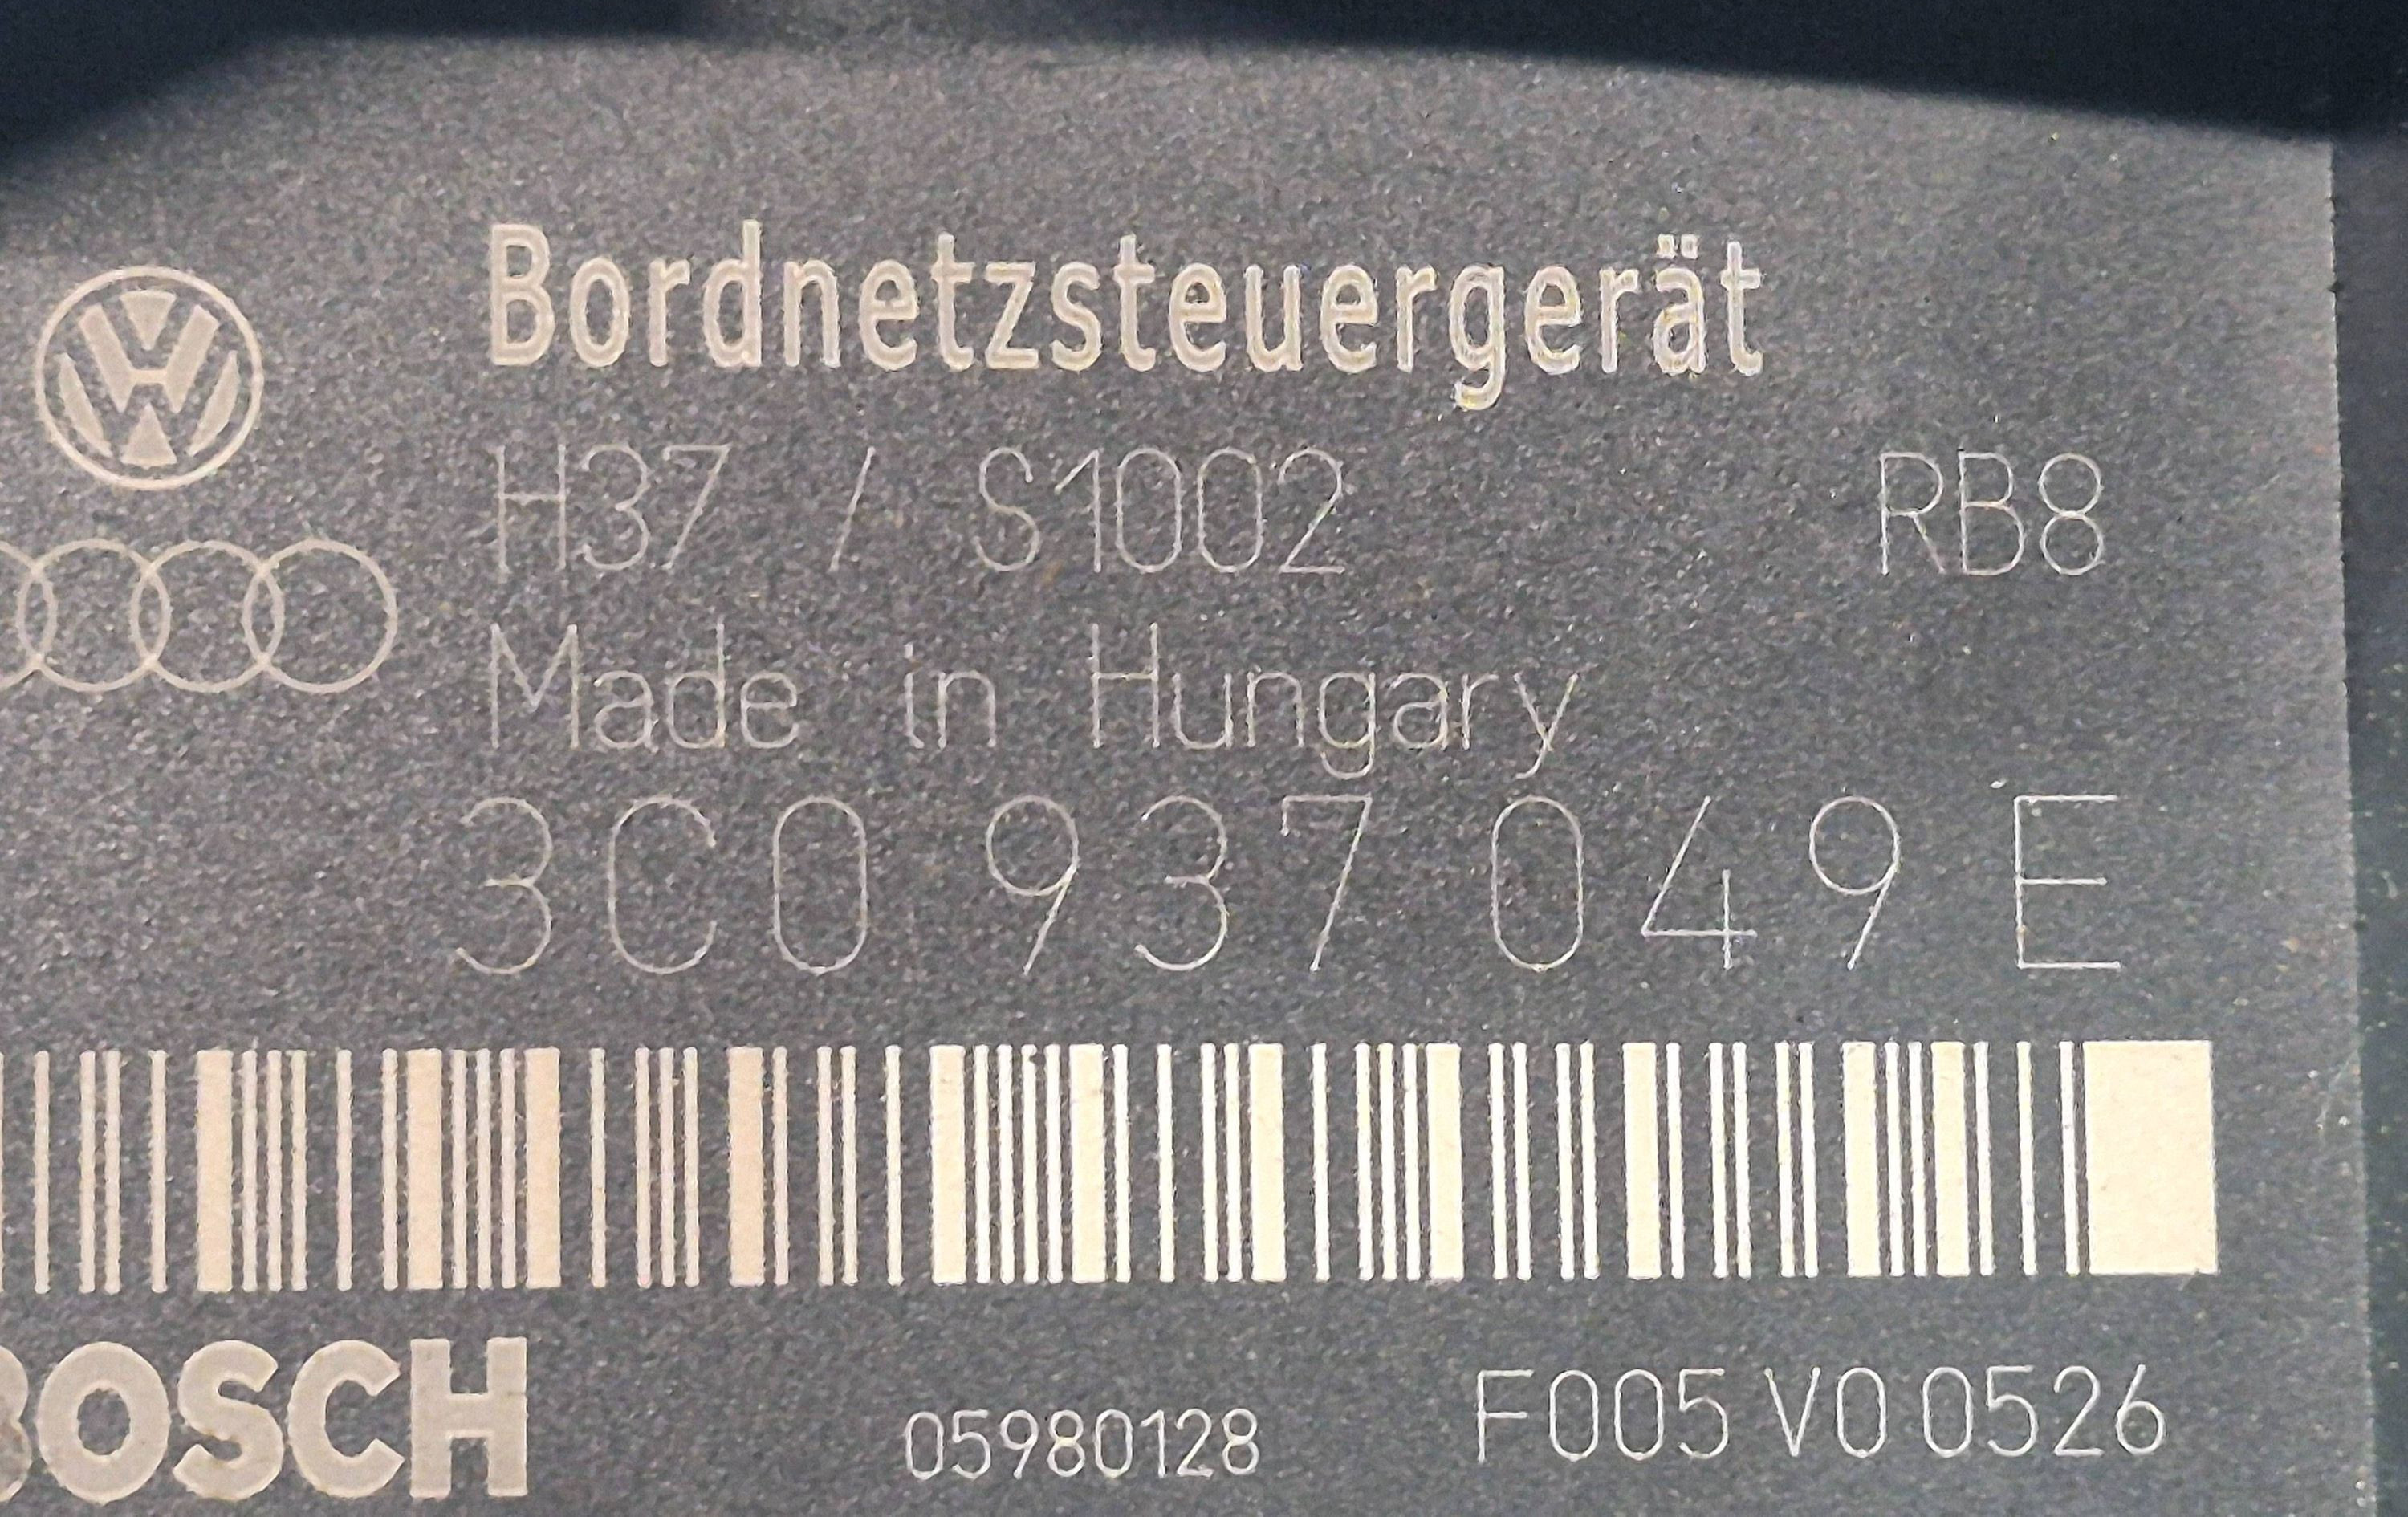 Bordnetzsteuergerät
H37 / S1002 RB8
Made in Hungary
3C0 937 049 E
BOSCH
05980128 F005 V0 0526